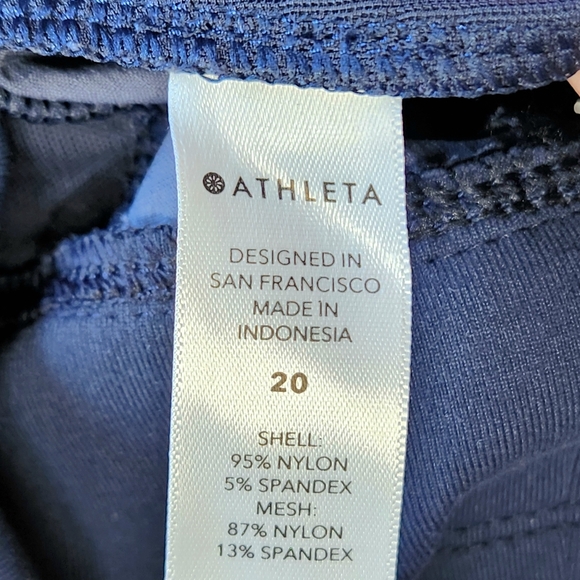 ATHLETA
DESIGNED IN
SAN FRANCISCO
MADE IN
INDONESIA
20
SHELL:
95% NYLON
5% SPANDEX
MESH:
87% NYLON
13% SPANDEX